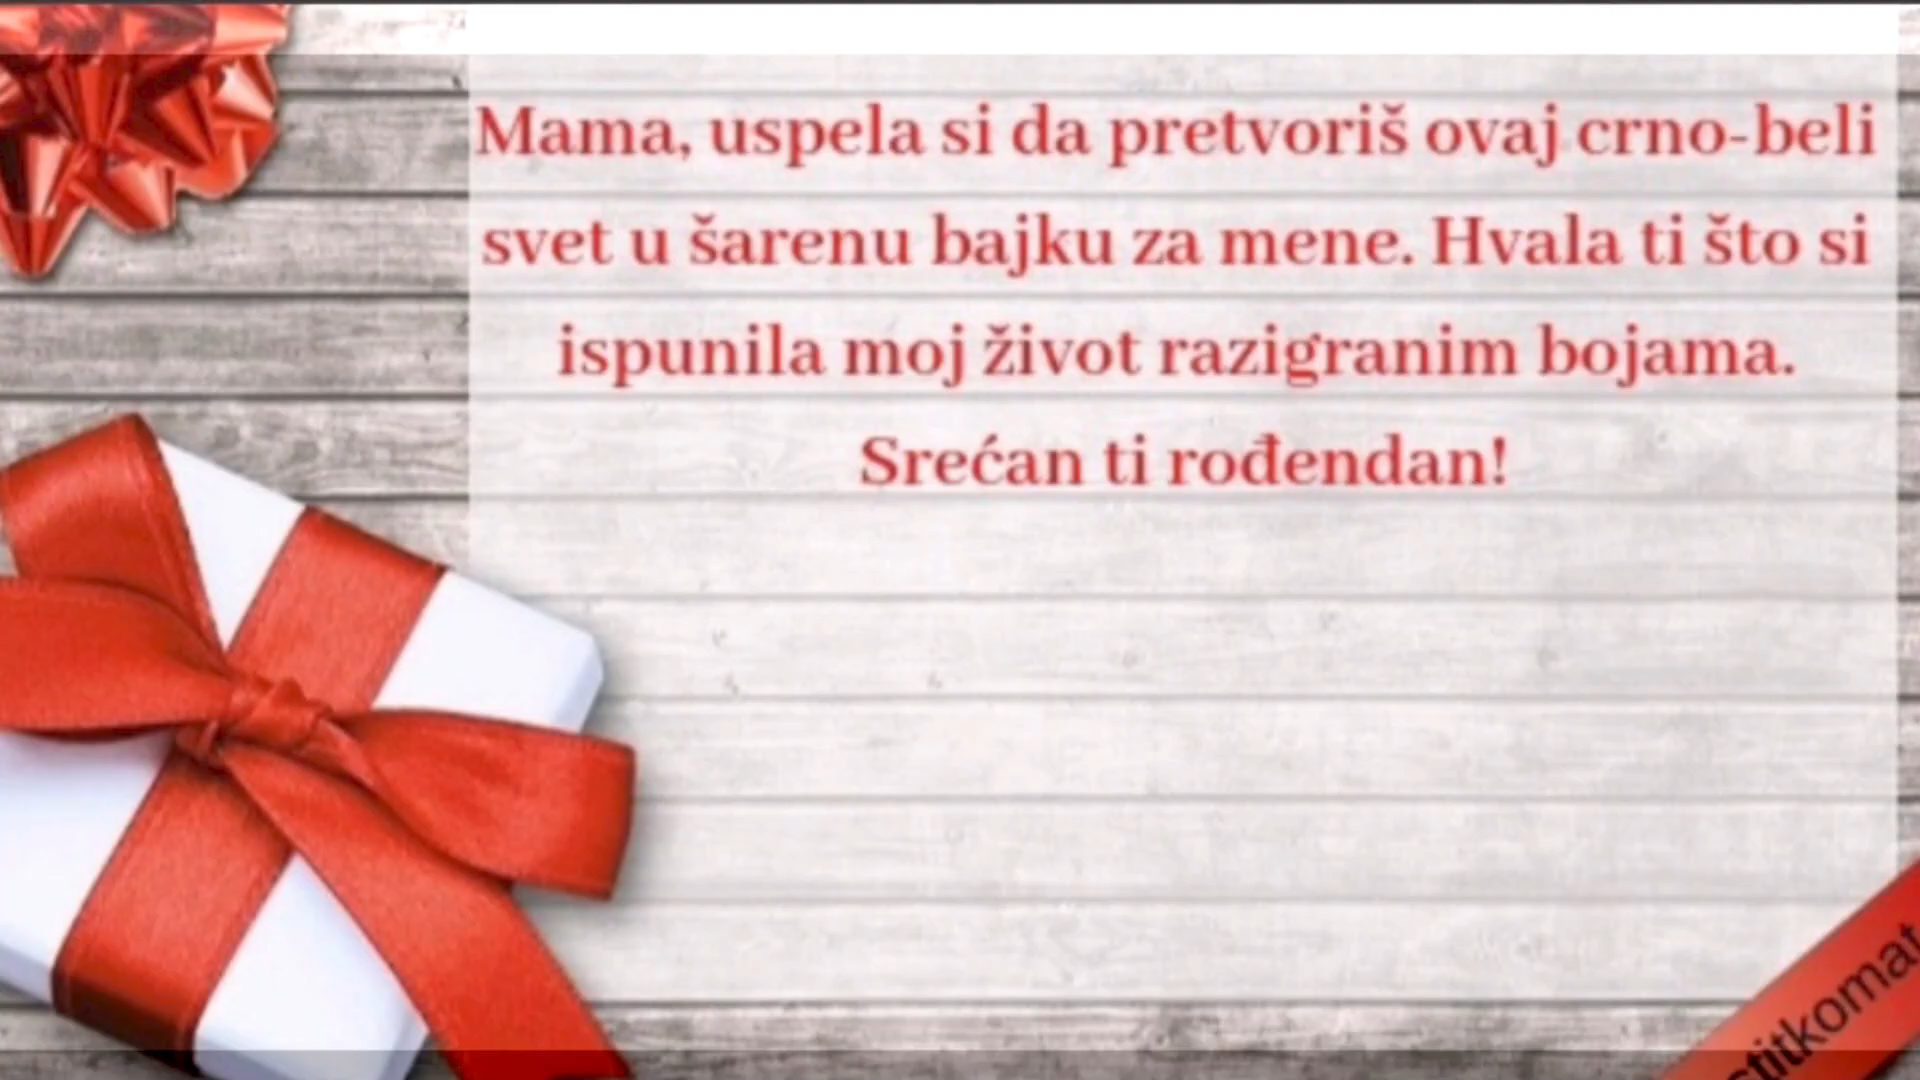 Mama, uspela si da pretvoriš ovaj crno-beli
svet u šarenu bajku za mene. Hvala ti što si
ispunila moj život razigranim bojama.
Srećan ti rođendan!